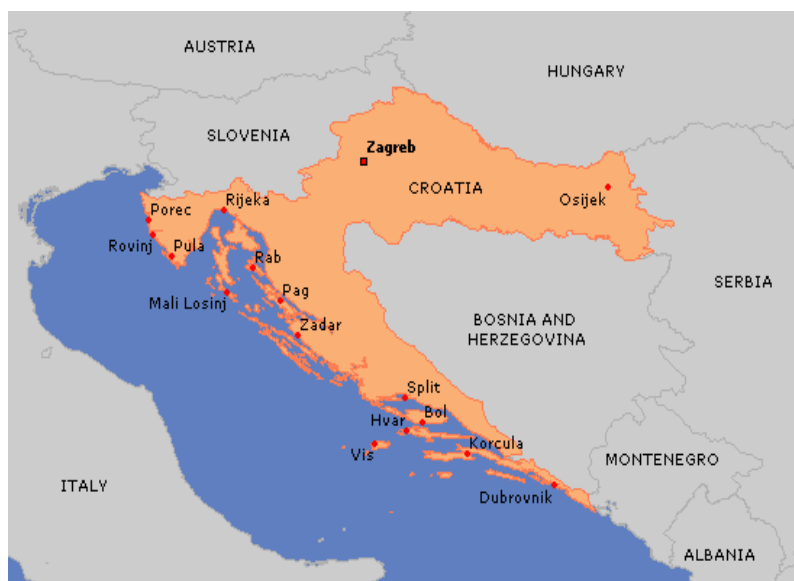 AUSTRIA
HUNGARY
SLOVENIA
Zagreb
CROATIA
Osijek
Porec
Rijeka
Rovinj
Pula
Rab
SERBIA
Mali Losinj
Pag
Zadar
BOSNIA AND
HERZEGOVINA
Split
Hvar
Bol
Vis
Korcula
MONTENEGRO
ITALY
Dubrovnik
ALBANIA